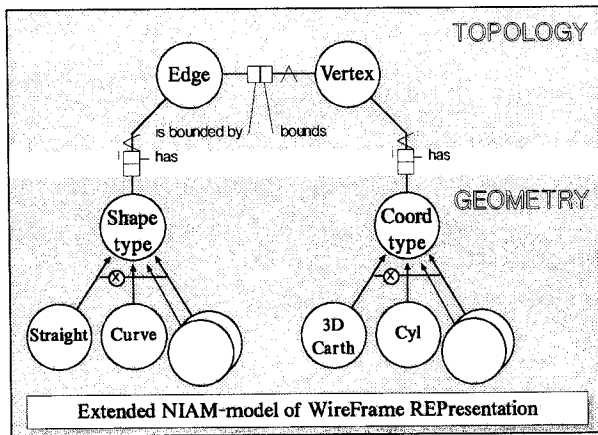 TOPOLOGY
Edge
Vertex
is bounded by
bounds
has
has
GEOMETRY
Shape
type
Coord
type
X
X
Straight
Curve
3D
Carth
Cyl
Extended NIAM-model of WireFrame REPresentation